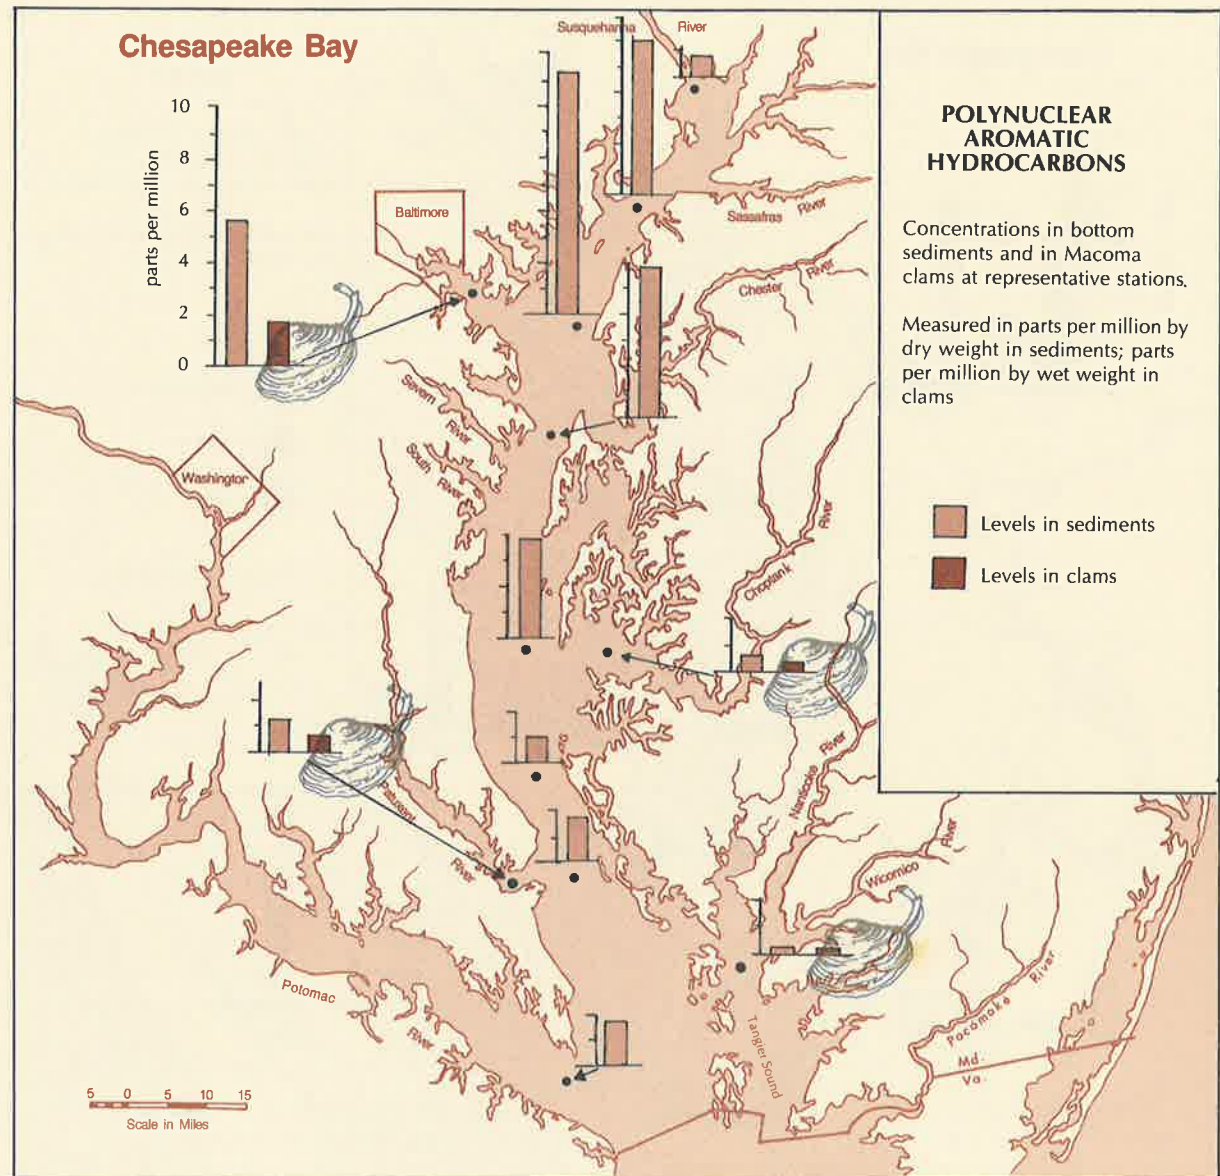 Chesapeake Bay
Susquehanna River
10
8
6
4
2
0
parts per million
Baltimore
Sassafras River
Chester River
Severn River
South River
Washington
Choptank River
Patuxent River
Nanticoke River
Wicomico River
Potomac River
Tangier Sound
Pocomoke River
Md.
Va.
5 0 5 10 15
Scale in Miles
POLYNUCLEAR
AROMATIC
HYDROCARBONS
Concentrations in bottom
sediments and in Macoma
clams at representative stations.
Measured in parts per million by
dry weight in sediments; parts
per million by wet weight in
clams
Levels in sediments
Levels in clams